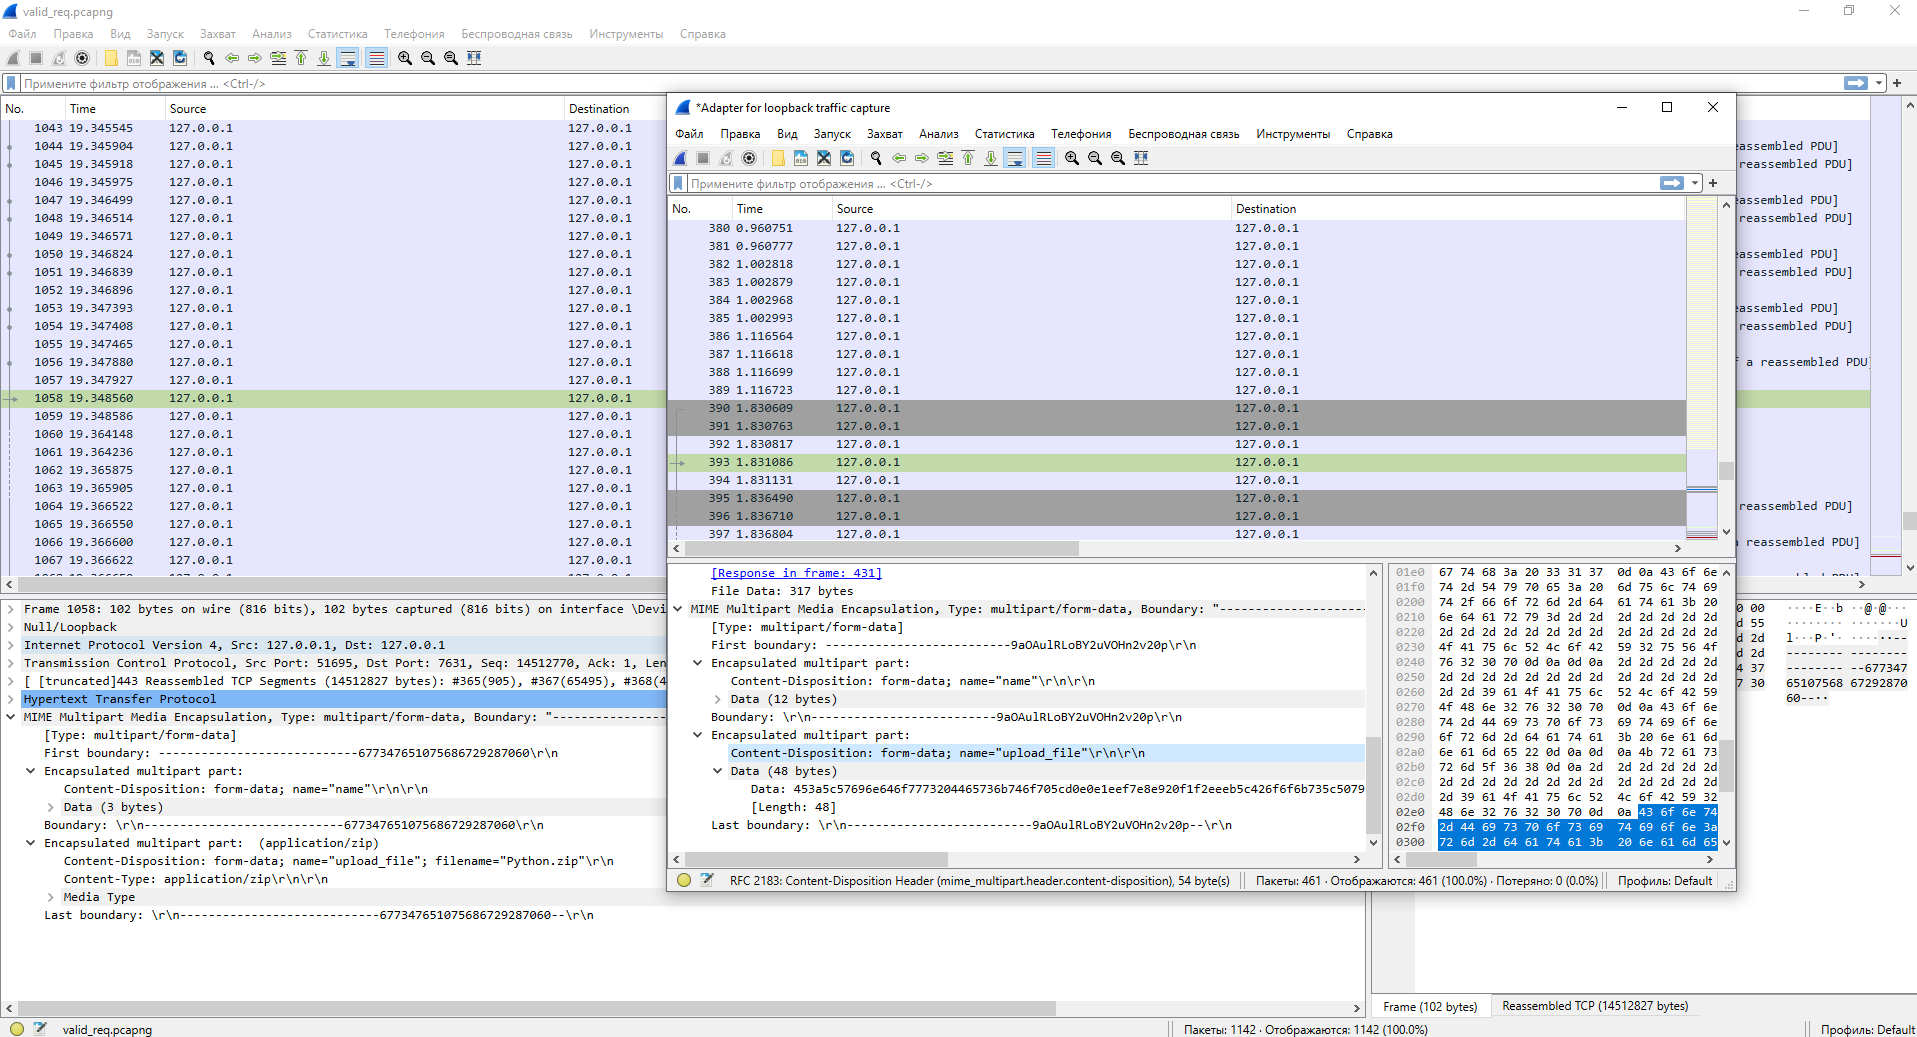 valid_req.pcapng
Файл Правка Вид Запуск Захват Анализ Статистика Телефония Беспроводная связь Инструменты Справка
Примените фильтр отображения ... <Ctrl-/>
No. Time Source Destination
1043 19.345545 127.0.0.1 127.0.0.1
1044 19.345904 127.0.0.1 127.0.0.1
1045 19.345918 127.0.0.1 127.0.0.1
1046 19.345975 127.0.0.1 127.0.0.1
1047 19.346499 127.0.0.1 127.0.0.1
1048 19.346514 127.0.0.1 127.0.0.1
1049 19.346571 127.0.0.1 127.0.0.1
1050 19.346824 127.0.0.1 127.0.0.1
1051 19.346839 127.0.0.1 127.0.0.1
1052 19.346896 127.0.0.1 127.0.0.1
1053 19.347393 127.0.0.1 127.0.0.1
1054 19.347408 127.0.0.1 127.0.0.1
1055 19.347465 127.0.0.1 127.0.0.1
1056 19.347880 127.0.0.1 127.0.0.1
1057 19.347927 127.0.0.1 127.0.0.1
1058 19.348560 127.0.0.1 127.0.0.1
1059 19.348586 127.0.0.1 127.0.0.1
1060 19.364148 127.0.0.1 127.0.0.1
1061 19.364236 127.0.0.1 127.0.0.1
1062 19.365875 127.0.0.1 127.0.0.1
1063 19.365905 127.0.0.1 127.0.0.1
1064 19.366522 127.0.0.1 127.0.0.1
1065 19.366550 127.0.0.1 127.0.0.1
1066 19.366600 127.0.0.1 127.0.0.1
1067 19.366622 127.0.0.1 127.0.0.1
Frame 1058: 102 bytes on wire (816 bits), 102 bytes captured (816 bits) on interface \Devi
Null/Loopback
Internet Protocol Version 4, Src: 127.0.0.1, Dst: 127.0.0.1
Transmission Control Protocol, Src Port: 51695, Dst Port: 7631, Seq: 14512770, Ack: 1, Len
[ [truncated]443 Reassembled TCP Segments (14512827 bytes): #365(905), #367(65495), #368(4
Hypertext Transfer Protocol
MIME Multipart Media Encapsulation, Type: multipart/form-data, Boundary: "----------------
[Type: multipart/form-data]
First boundary: ----------------------------677347651075686729287060\r\n
Encapsulated multipart part:
Content-Disposition: form-data; name="name"\r\n\r\n
Data (3 bytes)
Boundary: \r\n----------------------------677347651075686729287060\r\n
Encapsulated multipart part: (application/zip)
Content-Disposition: form-data; name="upload_file"; filename="Python.zip"\r\n
Content-Type: application/zip\r\n\r\n
Media Type
Last boundary: \r\n----------------------------677347651075686729287060--\r\n
*Adapter for loopback traffic capture
Файл Правка Вид Запуск Захват Анализ Статистика Телефония Беспроводная связь Инструменты Справка
Примените фильтр отображения ... <Ctrl-/>
No. Time Source Destination
380 0.960751 127.0.0.1 127.0.0.1
381 0.960777 127.0.0.1 127.0.0.1
382 1.002818 127.0.0.1 127.0.0.1
383 1.002879 127.0.0.1 127.0.0.1
384 1.002968 127.0.0.1 127.0.0.1
385 1.002993 127.0.0.1 127.0.0.1
386 1.116564 127.0.0.1 127.0.0.1
387 1.116618 127.0.0.1 127.0.0.1
388 1.116699 127.0.0.1 127.0.0.1
389 1.116723 127.0.0.1 127.0.0.1
390 1.830609 127.0.0.1 127.0.0.1
391 1.830763 127.0.0.1 127.0.0.1
392 1.830817 127.0.0.1 127.0.0.1
393 1.831086 127.0.0.1 127.0.0.1
394 1.831131 127.0.0.1 127.0.0.1
395 1.836490 127.0.0.1 127.0.0.1
396 1.836710 127.0.0.1 127.0.0.1
397 1.836804 127.0.0.1 127.0.0.1
[Response in frame: 431]
File Data: 317 bytes
MIME Multipart Media Encapsulation, Type: multipart/form-data, Boundary: "--------------------
[Type: multipart/form-data]
First boundary: --------------------------9aOAulRLoBY2uVOHn2v20p\r\n
Encapsulated multipart part:
Content-Disposition: form-data; name="name"\r\n\r\n
Data (12 bytes)
Boundary: \r\n--------------------------9aOAulRLoBY2uVOHn2v20p\r\n
Encapsulated multipart part:
Content-Disposition: form-data; name="upload_file"\r\n\r\n
Data (48 bytes)
Data: 453a5c57696e646f7773204465736b746f705cd0e0e1eef7e8e920f1f2eeeb5c426f6f6b735c5079
[Length: 48]
Last boundary: \r\n--------------------------9aOAulRLoBY2uVOHn2v20p--\r\n
01e0 67 74 68 3a 20 33 31 37 0d 0a 43 6f 6e
01f0 74 2d 54 79 70 65 3a 20 6d 75 6c 74 69
0200 74 2f 66 6f 72 6d 2d 64 61 74 61 3b 20
0210 6e 64 61 72 79 3d 2d 2d 2d 2d 2d 2d 2d
0220 2d 2d 2d 2d 2d 2d 2d 2d 2d 2d 2d 2d 2d
0230 4f 41 75 6c 52 4c 6f 42 59 32 75 56 4f
0240 76 32 30 70 0d 0a 0d 0a 2d 2d 2d 2d 2d
0250 2d 2d 2d 2d 2d 2d 2d 2d 2d 2d 2d 2d 2d
0260 2d 2d 39 61 4f 41 75 6c 52 4c 6f 42 59
0270 4f 48 6e 32 76 32 30 70 0d 0a 43 6f 6e
0280 74 2d 44 69 73 70 6f 73 69 74 69 6f 6e
0290 6f 72 6d 2d 64 61 74 61 3b 20 6e 61 6d
02a0 6e 61 6d 65 22 0d 0a 0d 0a 4b 72 61 73
02b0 72 6d 5f 36 38 0d 0a 2d 2d 2d 2d 2d 2d
02c0 2d 2d 2d 2d 2d 2d 2d 2d 2d 2d 2d 2d 2d
02d0 2d 39 61 4f 41 75 6c 52 4c 6f 42 59 32
02e0 48 6e 32 76 32 30 70 0d 0a 43 6f 6e 74
02f0 2d 44 69 73 70 6f 73 69 74 69 6f 6e 3a
0300 72 6d 2d 64 61 74 61 3b 20 6e 61 6d 65
RFC 2183: Content-Disposition Header (mime_multipart.header.content-disposition), 54 byte(s) Пакеты: 461 · Отображаются: 461 (100.0%) · Потеряно: 0 (0.0%) Профиль: Default
eassembled PDU]
reassembled PDU]
eassembled PDU]
reassembled PDU]
eassembled PDU]
reassembled PDU]
eassembled PDU]
reassembled PDU]
f a reassembled PDU]
reassembled PDU]
a reassembled PDU]
0 00 ····E··b ··@·@···
d 55 ·······U
d 2d l···P·'· ······--
d 2d -------- --------
4 37 -------- --677347
7 30 65107568 67292870
60--··
Frame (102 bytes) Reassembled TCP (14512827 bytes)
valid_req.pcapng Пакеты: 1142 · Отображаются: 1142 (100.0%) Профиль: Default